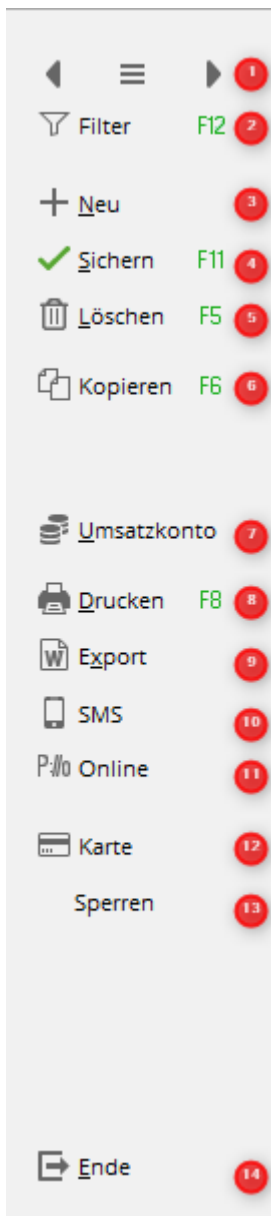 1
Filter F12 2
Neu 3
Sichern F11 4
Löschen F5 5
Kopieren F6 6
Umsatzkonto 7
Drucken F8 8
W Export 9
SMS 10
P:// Online 11
Karte 12
Sperren 13
Ende 14